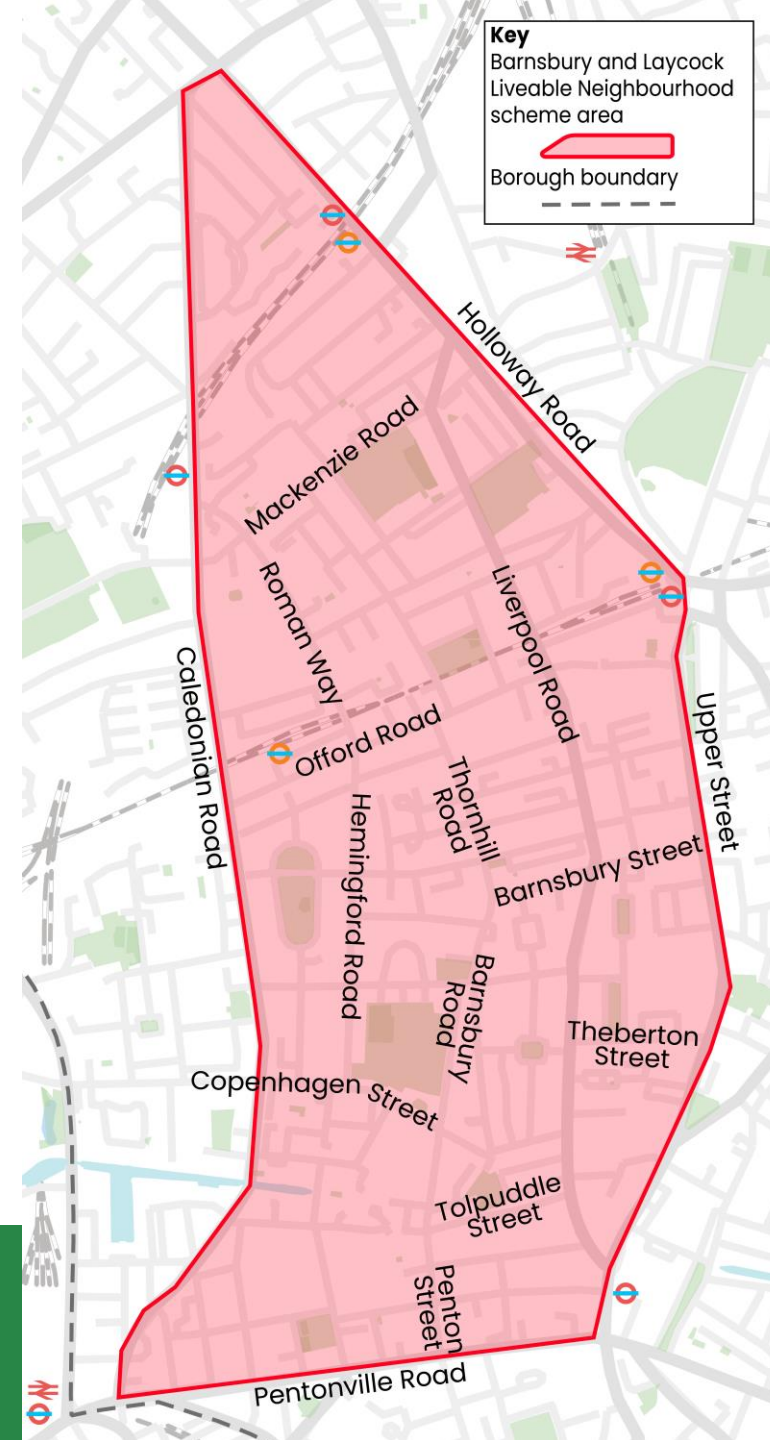 Key
Barnsbury and Laycock
Liveable Neighbourhood
scheme area
Borough boundary
Holloway Road
Mackenzie Road
Roman Way
Liverpool Road
Caledonian Road
Offord Road
Upper Street
Thornhill
Road
Hemingford Road
Barnsbury Street
Barnsbury
Road
Theberton
Street
Copenhagen Street
Tolpuddle
Street
Penton
Street
Pentonville Road